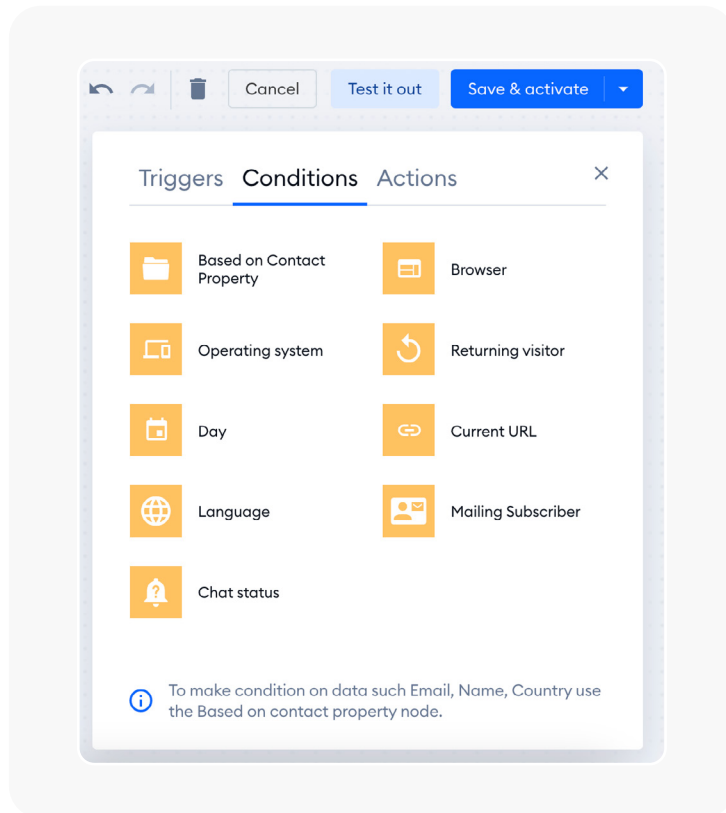 Cancel Test it out Save & activate
Triggers Conditions Actions
Based on Contact
Property
Browser
Operating system
Returning visitor
Day
Current URL
Language
Mailing Subscriber
Chat status
To make condition on data such Email, Name, Country use
the Based on contact property node.